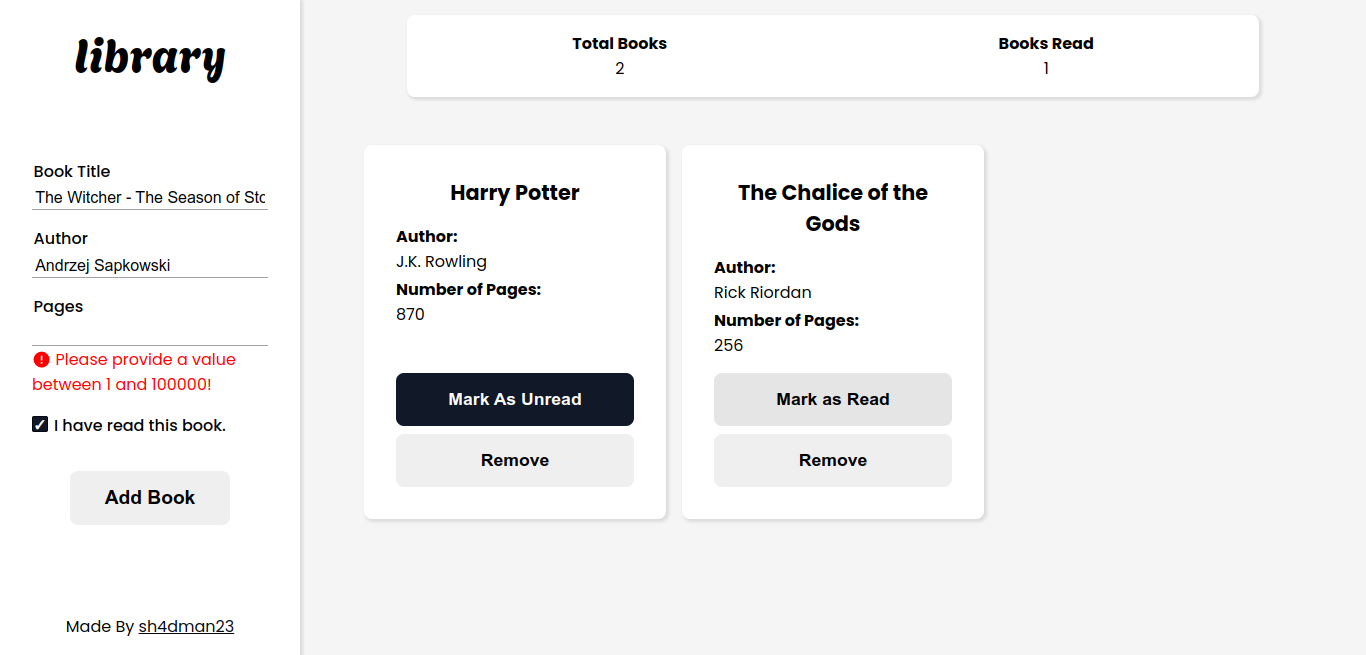 library
Book Title
The Witcher - The Season of Sto
Author
Andrzej Sapkowski
Pages
Please provide a value
between 1 and 100000!
I have read this book.
Add Book
Made By sh4dman23
Total Books
2
Books Read
1
Harry Potter
Author:
J.K. Rowling
Number of Pages:
870
Mark As Unread
Remove
The Chalice of the
Gods
Author:
Rick Riordan
Number of Pages:
256
Mark as Read
Remove